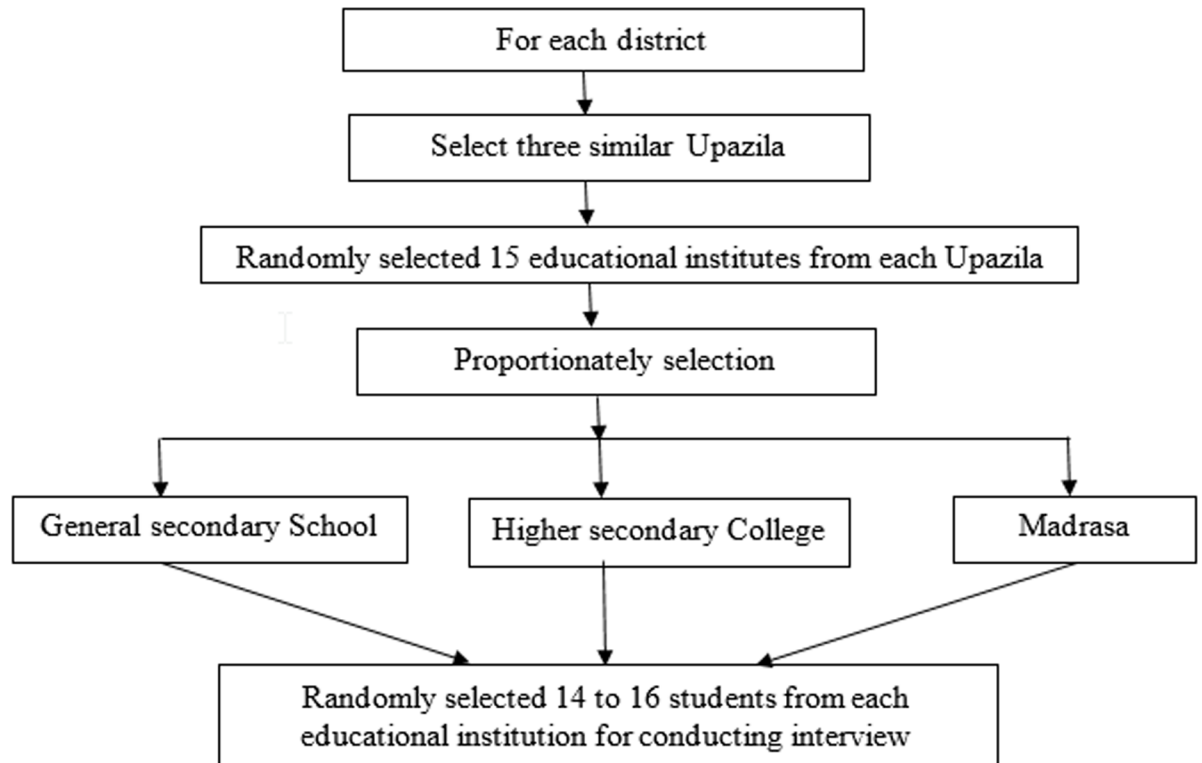 For each district
Select three similar Upazila
Randomly selected 15 educational institutes from each Upazila
Proportionately selection
General secondary School
Higher secondary College
Madrasa
Randomly selected 14 to 16 students from each
educational institution for conducting interview